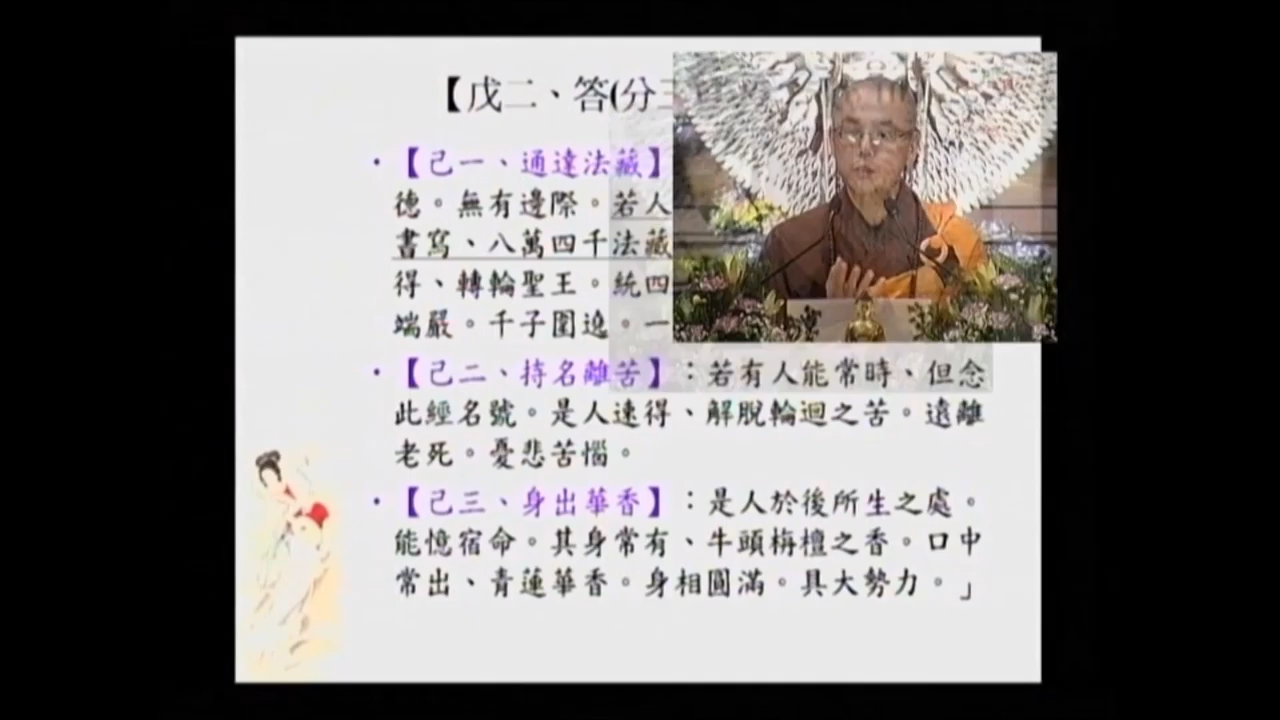 【戊二、答(分三
・【己一、通達法藏】
德。無有邊際。若人
書寫、八萬四千法藏
得、轉輪聖王。統四
端嚴。千子圍遶。一
・【己二、持名離苦】：若有人能常時、但念
此經名號。是人速得、解脫輪迴之苦。遠離
老死。憂悲苦惱。
・【己三、身出華香】：是人於後所生之處。
能憶宿命。其身常有、牛頭栴檀之香。口中
常出、青蓮華香。身相圓滿。具大勢力。」